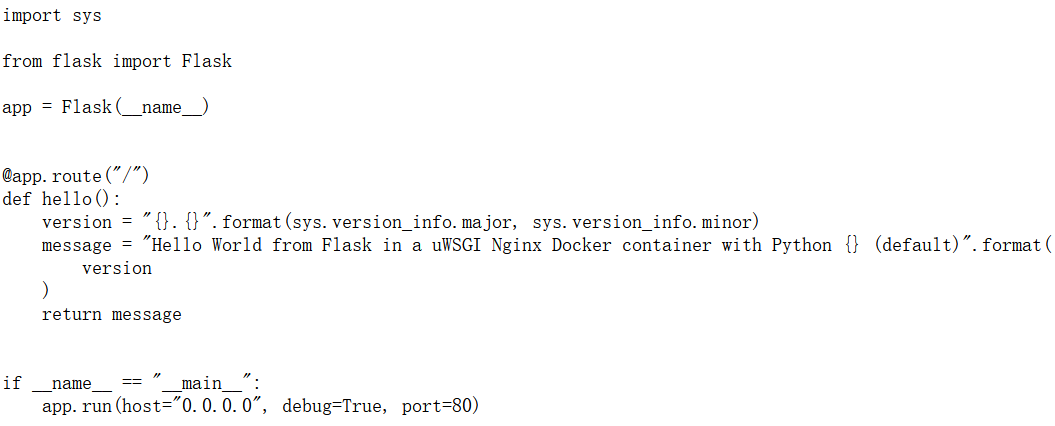 import sys

from flask import Flask

app = Flask(__name__)


@app.route("/")
def hello():
    version = "{}.{}".format(sys.version_info.major, sys.version_info.minor)
    message = "Hello World from Flask in a uWSGI Nginx Docker container with Python {} (default)".format(
        version
    )
    return message


if __name__ == "__main__":
    app.run(host="0.0.0.0", debug=True, port=80)